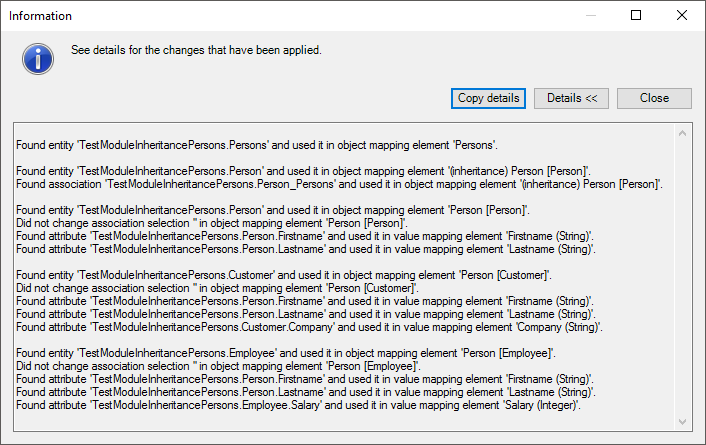 Information
See details for the changes that have been applied.
Copy details
Details <<
Close
Found entity 'TestModuleInheritancePersons.Persons' and used it in object mapping element 'Persons'.
Found entity 'TestModuleInheritancePersons.Person' and used it in object mapping element '(inheritance) Person [Person]'.
Found association 'TestModuleInheritancePersons.Person_Persons' and used it in object mapping element '(inheritance) Person [Person]'.
Found entity 'TestModuleInheritancePersons.Person' and used it in object mapping element 'Person [Person]'.
Did not change association selection '' in object mapping element 'Person [Person]'.
Found attribute 'TestModuleInheritancePersons.Person.Firstname' and used it in value mapping element 'Firstname (String)'.
Found attribute 'TestModuleInheritancePersons.Person.Lastname' and used it in value mapping element 'Lastname (String)'.
Found entity 'TestModuleInheritancePersons.Customer' and used it in object mapping element 'Person [Customer]'.
Did not change association selection '' in object mapping element 'Person [Customer]'.
Found attribute 'TestModuleInheritancePersons.Person.Firstname' and used it in value mapping element 'Firstname (String)'.
Found attribute 'TestModuleInheritancePersons.Person.Lastname' and used it in value mapping element 'Lastname (String)'.
Found attribute 'TestModuleInheritancePersons.Customer.Company' and used it in value mapping element 'Company (String)'.
Found entity 'TestModuleInheritancePersons.Employee' and used it in object mapping element 'Person [Employee]'.
Did not change association selection '' in object mapping element 'Person [Employee]'.
Found attribute 'TestModuleInheritancePersons.Person.Firstname' and used it in value mapping element 'Firstname (String)'.
Found attribute 'TestModuleInheritancePersons.Person.Lastname' and used it in value mapping element 'Lastname (String)'.
Found attribute 'TestModuleInheritancePersons.Employee.Salary' and used it in value mapping element 'Salary (Integer)'.